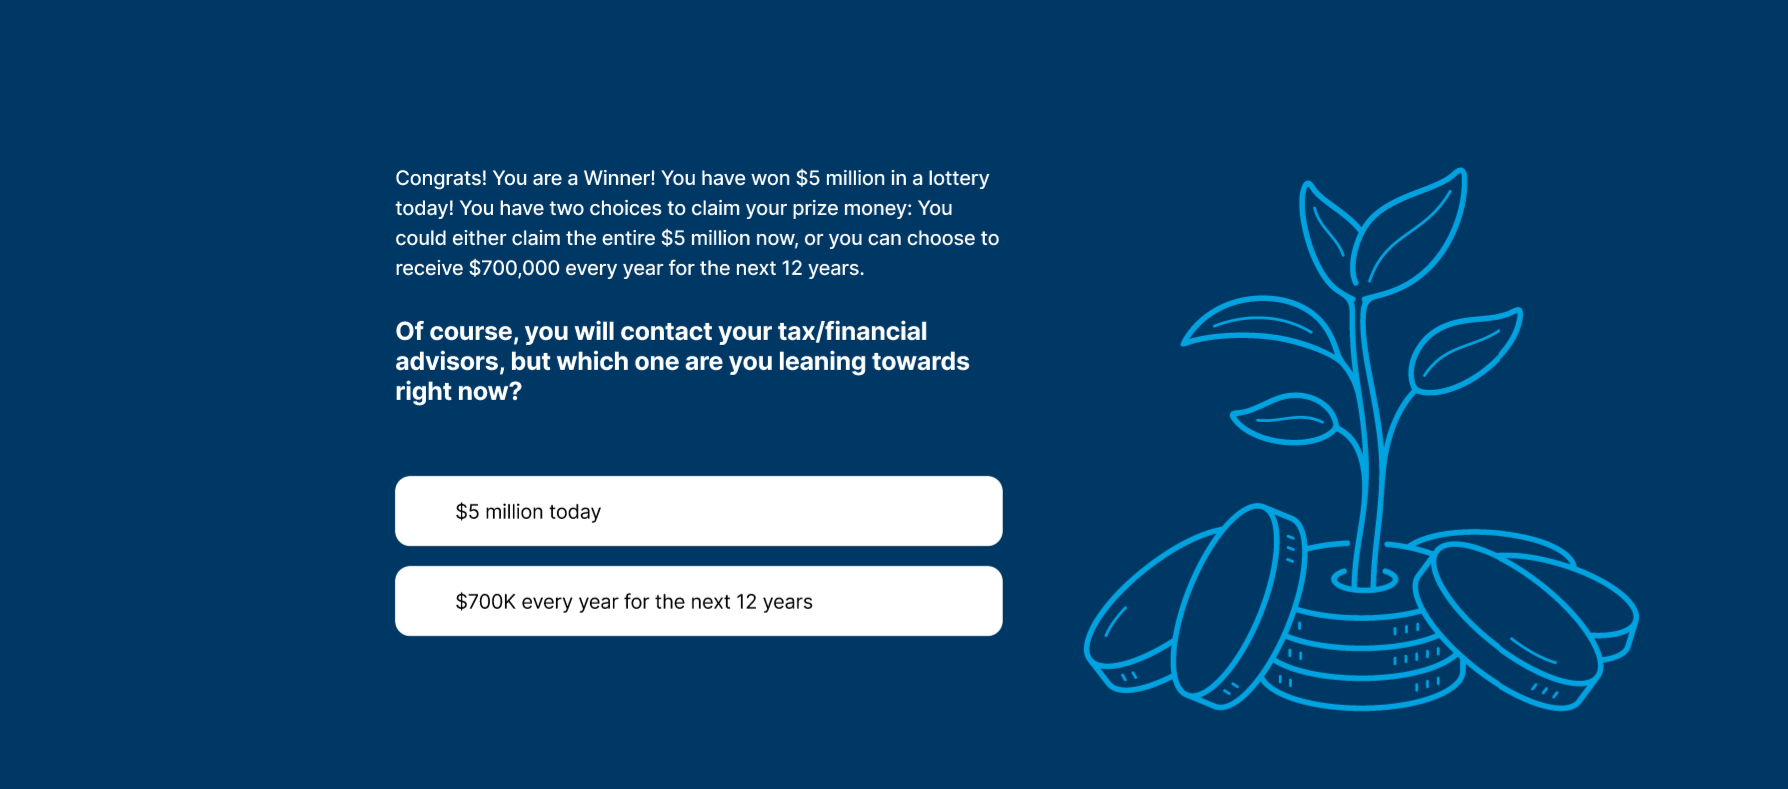 Congrats! You are a Winner! You have won $5 million in a lottery
today! You have two choices to claim your prize money: You
could either claim the entire $5 million now, or you can choose to
receive $700,000 every year for the next 12 years.
Of course, you will contact your tax/financial
advisors, but which one are you leaning towards
right now?
$5 million today
$700K every year for the next 12 years